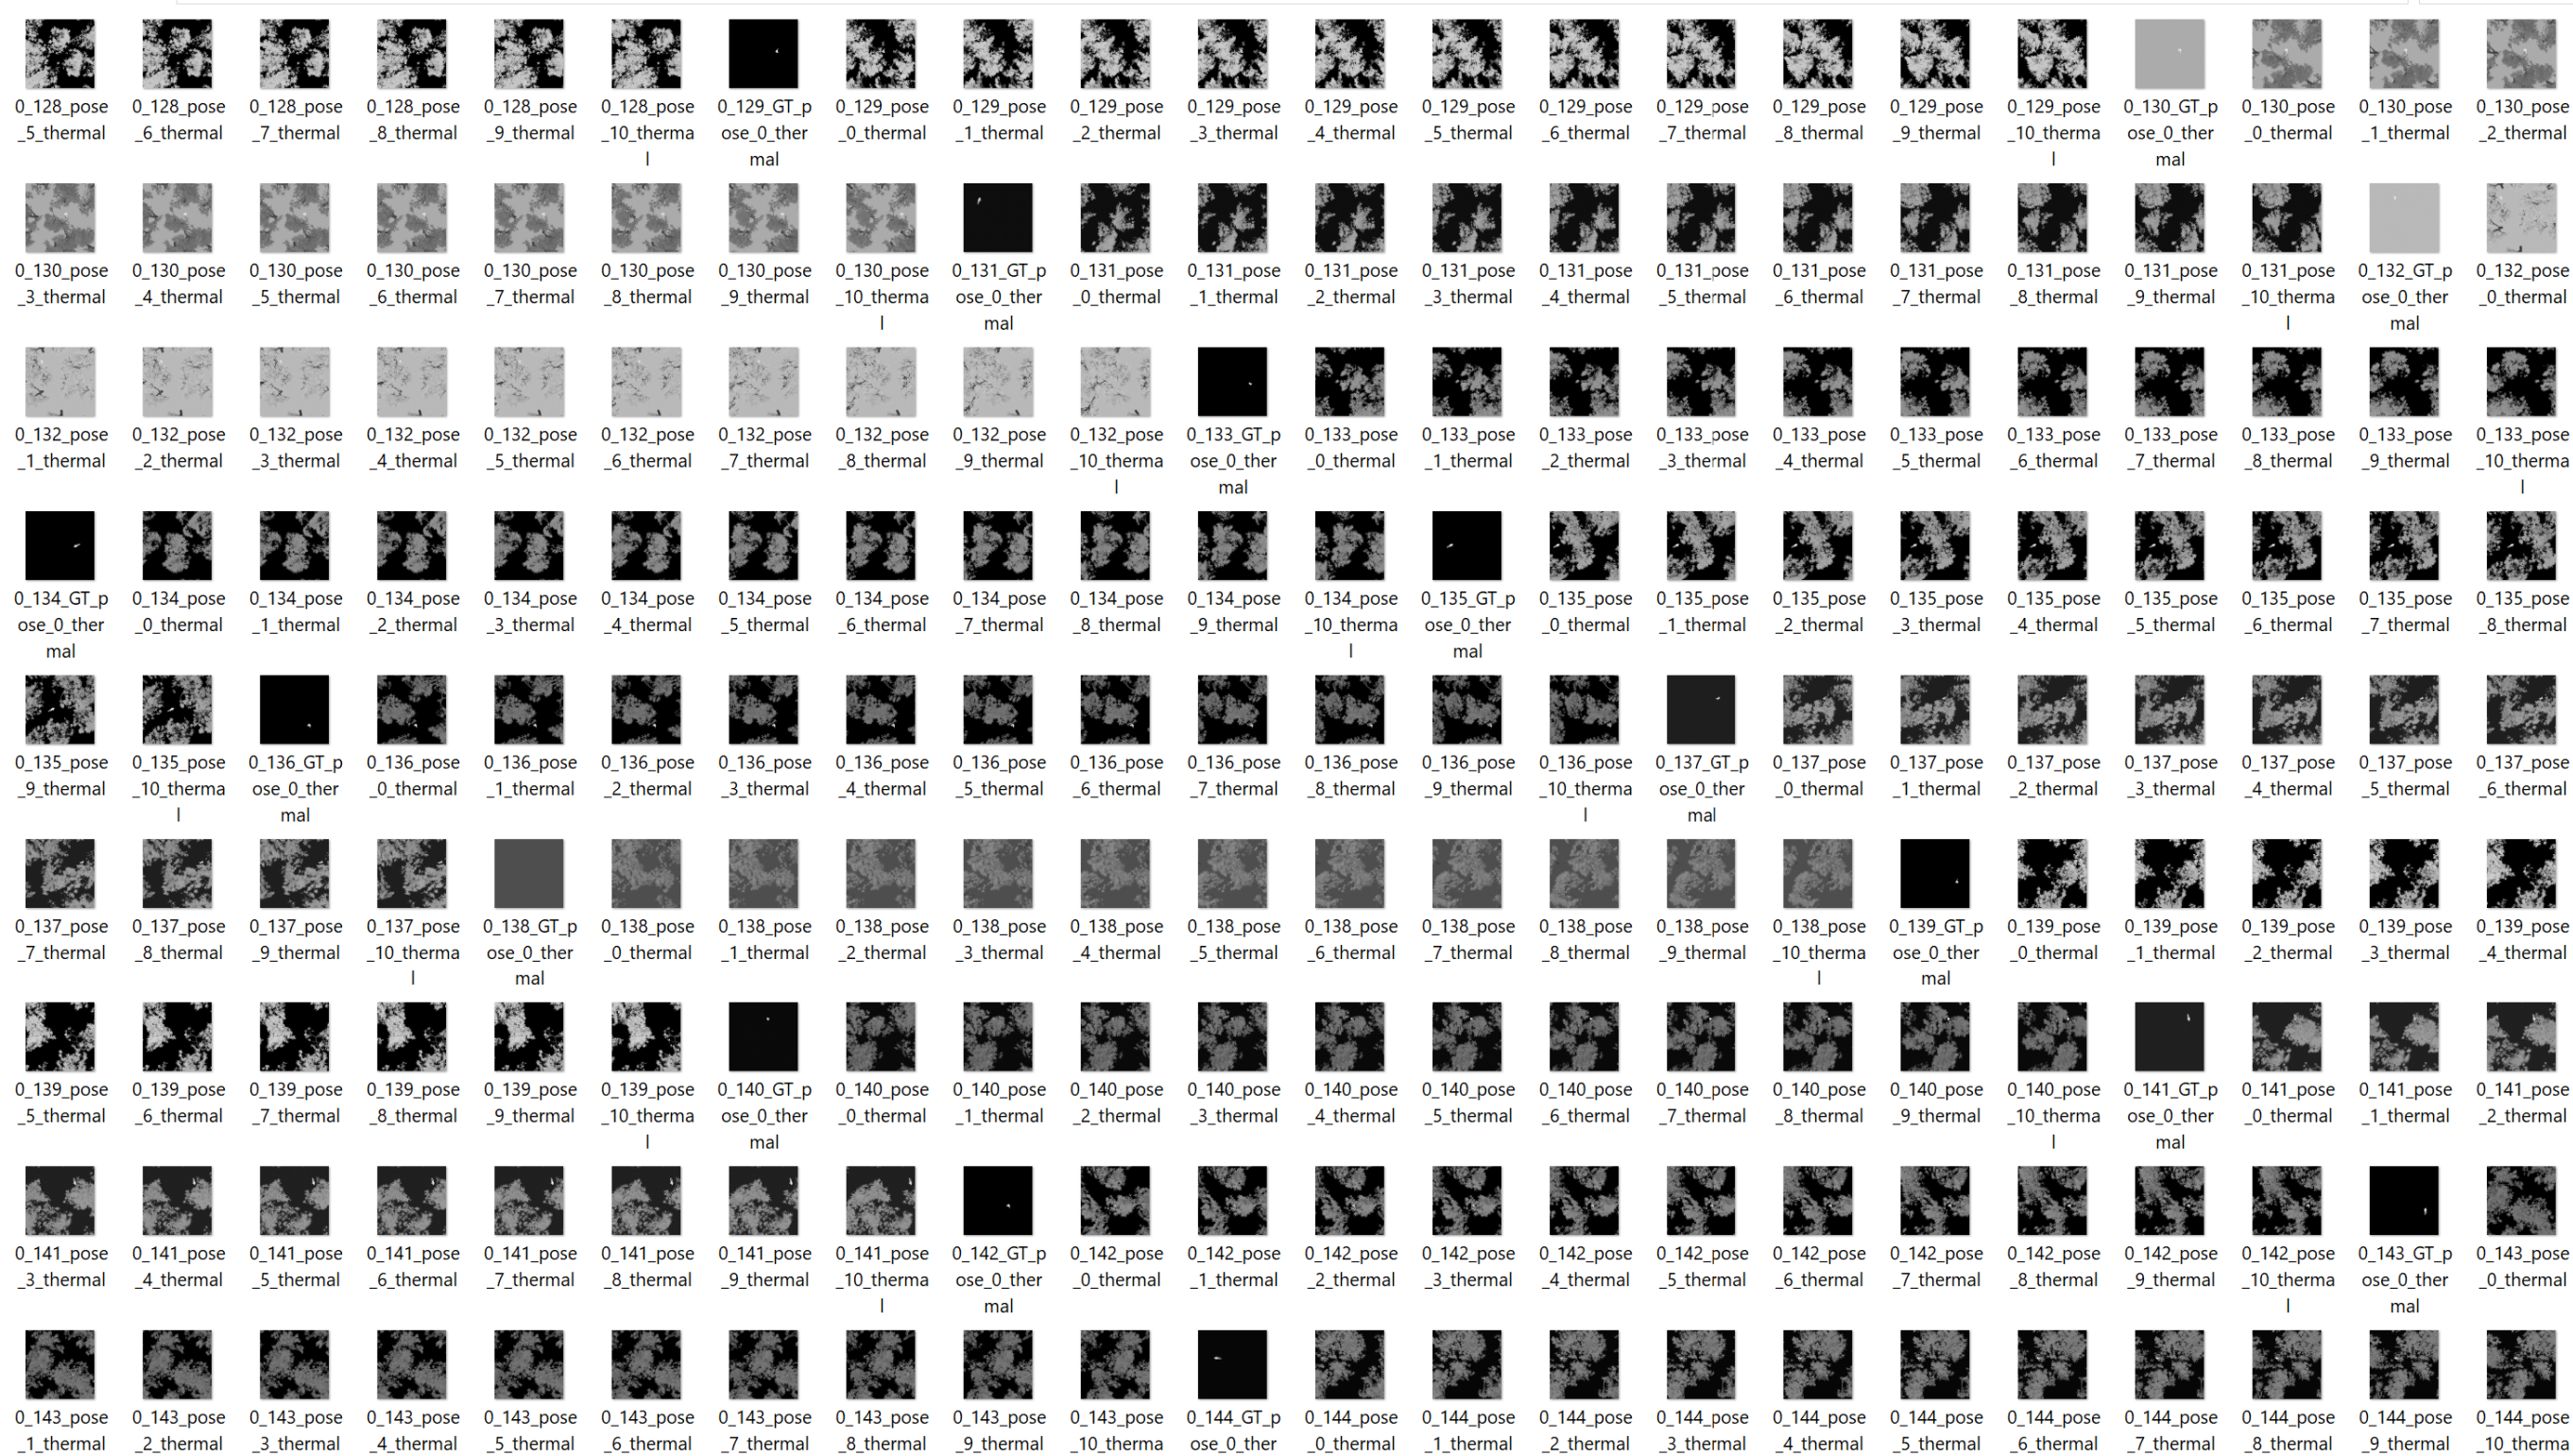 0_128_pose
_5_thermal
0_128_pose
_6_thermal
0_128_pose
_7_thermal
0_128_pose
_8_thermal
0_128_pose
_9_thermal
0_128_pose
_10_therma
l
0_129_GT_p
ose_0_ther
mal
0_129_pose
_0_thermal
0_129_pose
_1_thermal
0_129_pose
_2_thermal
0_129_pose
_3_thermal
0_129_pose
_4_thermal
0_129_pose
_5_thermal
0_129_pose
_6_thermal
0_129_pose
_7_thermal
0_129_pose
_8_thermal
0_129_pose
_9_thermal
0_129_pose
_10_therma
l
0_130_GT_p
ose_0_ther
mal
0_130_pose
_0_thermal
0_130_pose
_1_thermal
0_130_pose
_2_thermal
0_130_pose
_3_thermal
0_130_pose
_4_thermal
0_130_pose
_5_thermal
0_130_pose
_6_thermal
0_130_pose
_7_thermal
0_130_pose
_8_thermal
0_130_pose
_9_thermal
0_130_pose
_10_therma
l
0_131_GT_p
ose_0_ther
mal
0_131_pose
_0_thermal
0_131_pose
_1_thermal
0_131_pose
_2_thermal
0_131_pose
_3_thermal
0_131_pose
_4_thermal
0_131_pose
_5_thermal
0_131_pose
_6_thermal
0_131_pose
_7_thermal
0_131_pose
_8_thermal
0_131_pose
_9_thermal
0_131_pose
_10_therma
l
0_132_GT_p
ose_0_ther
mal
0_132_pose
_0_thermal
0_132_pose
_1_thermal
0_132_pose
_2_thermal
0_132_pose
_3_thermal
0_132_pose
_4_thermal
0_132_pose
_5_thermal
0_132_pose
_6_thermal
0_132_pose
_7_thermal
0_132_pose
_8_thermal
0_132_pose
_9_thermal
0_132_pose
_10_therma
l
0_133_GT_p
ose_0_ther
mal
0_133_pose
_0_thermal
0_133_pose
_1_thermal
0_133_pose
_2_thermal
0_133_pose
_3_thermal
0_133_pose
_4_thermal
0_133_pose
_5_thermal
0_133_pose
_6_thermal
0_133_pose
_7_thermal
0_133_pose
_8_thermal
0_133_pose
_9_thermal
0_133_pose
_10_therma
l
0_134_GT_p
ose_0_ther
mal
0_134_pose
_0_thermal
0_134_pose
_1_thermal
0_134_pose
_2_thermal
0_134_pose
_3_thermal
0_134_pose
_4_thermal
0_134_pose
_5_thermal
0_134_pose
_6_thermal
0_134_pose
_7_thermal
0_134_pose
_8_thermal
0_134_pose
_9_thermal
0_134_pose
_10_therma
l
0_135_GT_p
ose_0_ther
mal
0_135_pose
_0_thermal
0_135_pose
_1_thermal
0_135_pose
_2_thermal
0_135_pose
_3_thermal
0_135_pose
_4_thermal
0_135_pose
_5_thermal
0_135_pose
_6_thermal
0_135_pose
_7_thermal
0_135_pose
_8_thermal
0_135_pose
_9_thermal
0_135_pose
_10_therma
l
0_136_GT_p
ose_0_ther
mal
0_136_pose
_0_thermal
0_136_pose
_1_thermal
0_136_pose
_2_thermal
0_136_pose
_3_thermal
0_136_pose
_4_thermal
0_136_pose
_5_thermal
0_136_pose
_6_thermal
0_136_pose
_7_thermal
0_136_pose
_8_thermal
0_136_pose
_9_thermal
0_136_pose
_10_therma
l
0_137_GT_p
ose_0_ther
mal
0_137_pose
_0_thermal
0_137_pose
_1_thermal
0_137_pose
_2_thermal
0_137_pose
_3_thermal
0_137_pose
_4_thermal
0_137_pose
_5_thermal
0_137_pose
_6_thermal
0_137_pose
_7_thermal
0_137_pose
_8_thermal
0_137_pose
_9_thermal
0_137_pose
_10_therma
l
0_138_GT_p
ose_0_ther
mal
0_138_pose
_0_thermal
0_138_pose
_1_thermal
0_138_pose
_2_thermal
0_138_pose
_3_thermal
0_138_pose
_4_thermal
0_138_pose
_5_thermal
0_138_pose
_6_thermal
0_138_pose
_7_thermal
0_138_pose
_8_thermal
0_138_pose
_9_thermal
0_138_pose
_10_therma
l
0_139_GT_p
ose_0_ther
mal
0_139_pose
_0_thermal
0_139_pose
_1_thermal
0_139_pose
_2_thermal
0_139_pose
_3_thermal
0_139_pose
_4_thermal
0_139_pose
_5_thermal
0_139_pose
_6_thermal
0_139_pose
_7_thermal
0_139_pose
_8_thermal
0_139_pose
_9_thermal
0_139_pose
_10_therma
l
0_140_GT_p
ose_0_ther
mal
0_140_pose
_0_thermal
0_140_pose
_1_thermal
0_140_pose
_2_thermal
0_140_pose
_3_thermal
0_140_pose
_4_thermal
0_140_pose
_5_thermal
0_140_pose
_6_thermal
0_140_pose
_7_thermal
0_140_pose
_8_thermal
0_140_pose
_9_thermal
0_140_pose
_10_therma
l
0_141_GT_p
ose_0_ther
mal
0_141_pose
_0_thermal
0_141_pose
_1_thermal
0_141_pose
_2_thermal
0_141_pose
_3_thermal
0_141_pose
_4_thermal
0_141_pose
_5_thermal
0_141_pose
_6_thermal
0_141_pose
_7_thermal
0_141_pose
_8_thermal
0_141_pose
_9_thermal
0_141_pose
_10_therma
l
0_142_GT_p
ose_0_ther
mal
0_142_pose
_0_thermal
0_142_pose
_1_thermal
0_142_pose
_2_thermal
0_142_pose
_3_thermal
0_142_pose
_4_thermal
0_142_pose
_5_thermal
0_142_pose
_6_thermal
0_142_pose
_7_thermal
0_142_pose
_8_thermal
0_142_pose
_9_thermal
0_142_pose
_10_therma
l
0_143_GT_p
ose_0_ther
mal
0_143_pose
_0_thermal
0_143_pose
_1_thermal
0_143_pose
_2_thermal
0_143_pose
_3_thermal
0_143_pose
_4_thermal
0_143_pose
_5_thermal
0_143_pose
_6_thermal
0_143_pose
_7_thermal
0_143_pose
_8_thermal
0_143_pose
_9_thermal
0_143_pose
_10_therma
0_144_GT_p
ose_0_ther
0_144_pose
_0_thermal
0_144_pose
_1_thermal
0_144_pose
_2_thermal
0_144_pose
_3_thermal
0_144_pose
_4_thermal
0_144_pose
_5_thermal
0_144_pose
_6_thermal
0_144_pose
_7_thermal
0_144_pose
_8_thermal
0_144_pose
_9_thermal
0_144_pose
_10_therma